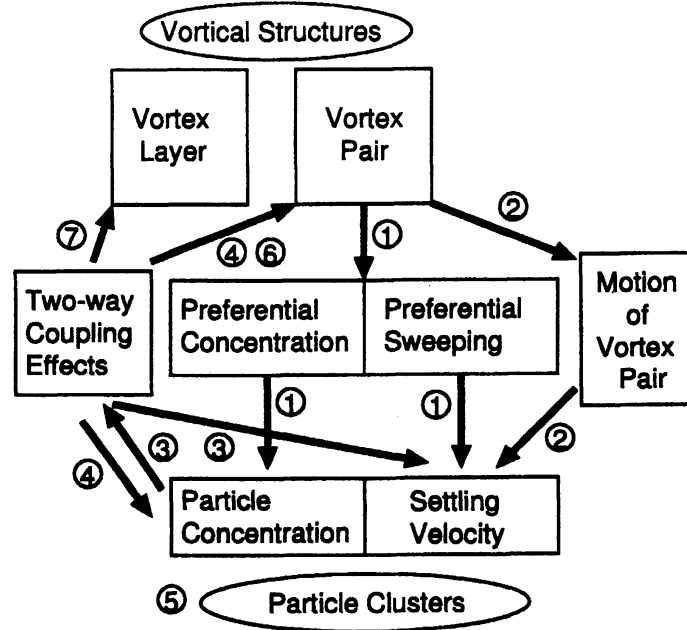 Vortical Structures
Vortex
Layer
Vortex
Pair
⑦
④ ⑥
①
②
Two-way
Coupling
Effects
Preferential
Concentration
Preferential
Sweeping
Motion
of
Vortex
Pair
①
①
②
③
③
④
Particle
Concentration
Settling
Velocity
⑤
Particle Clusters